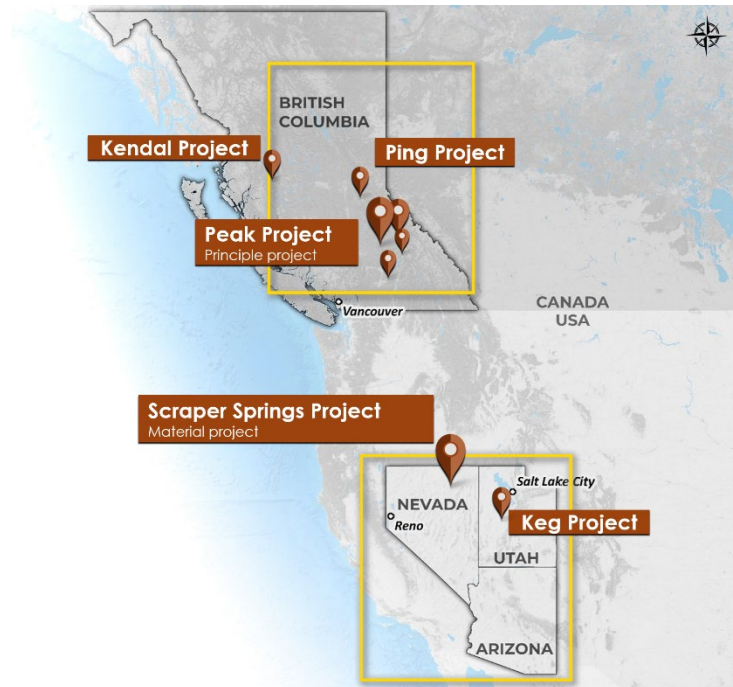 BRITISH
COLUMBIA
Kendal Project
Ping Project
Peak Project
Principle project
Vancouver
CANADA
USA
Scraper Springs Project
Material project
Salt Lake City
NEVADA
Reno
Keg Project
UTAH
ARIZONA